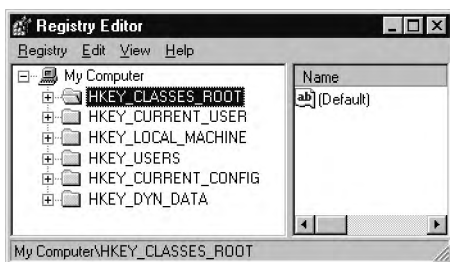 Registry Editor
Registry Edit View Help
My Computer
HKEY_CLASSES_ROOT
HKEY_CURRENT_USER
HKEY_LOCAL_MACHINE
HKEY_USERS
HKEY_CURRENT_CONFIG
HKEY_DYN_DATA
Name
ab (Default)
My Computer\HKEY_CLASSES_ROOT